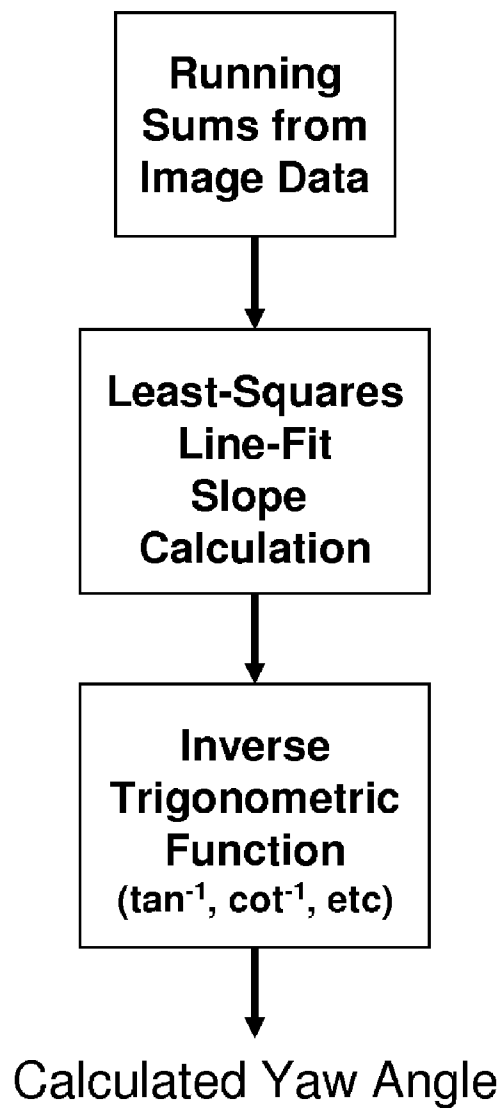 Running
Sums from
Image Data
Least-Squares
Line-Fit
Slope
Calculation
Inverse
Trigonometric
Function
(tan⁻¹, cot⁻¹, etc)
Calculated Yaw Angle